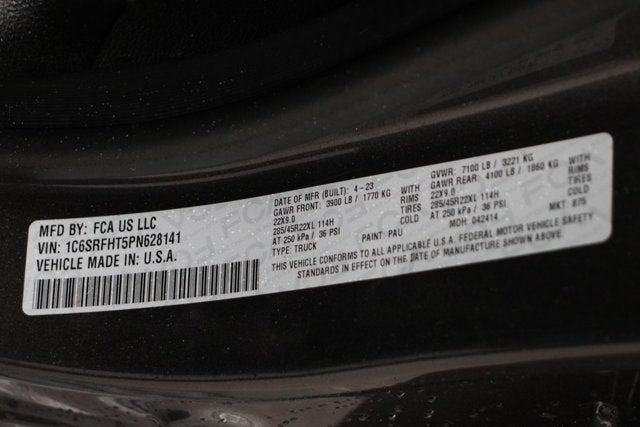 MFD BY: FCA US LLC
VIN: 1C6SRFHT5PN628141
VEHICLE MADE IN: U.S.A.
DATE OF MFR (BUILT): 4-23
GAWR FRONT: 3900 LB / 1770 KG WITH
22X9.0 RIMS
285/45R22XL 114H TIRES
AT 250 kPa / 36 PSI COLD
TYPE: TRUCK PAINT: PAU
GVWR: 7100 LB / 3221 KG
GAWR REAR: 4100 LB / 1860 KG WITH
22X9.0 RIMS
285/45R22XL 114H TIRES
AT 250 kPa / 36 PSI COLD
MDH: 042414 MKT: B75
THIS VEHICLE CONFORMS TO ALL APPLICABLE U.S.A. FEDERAL MOTOR VEHICLE SAFETY
STANDARDS IN EFFECT ON THE DATE OF MANUFACTURE SHOWN ABOVE.